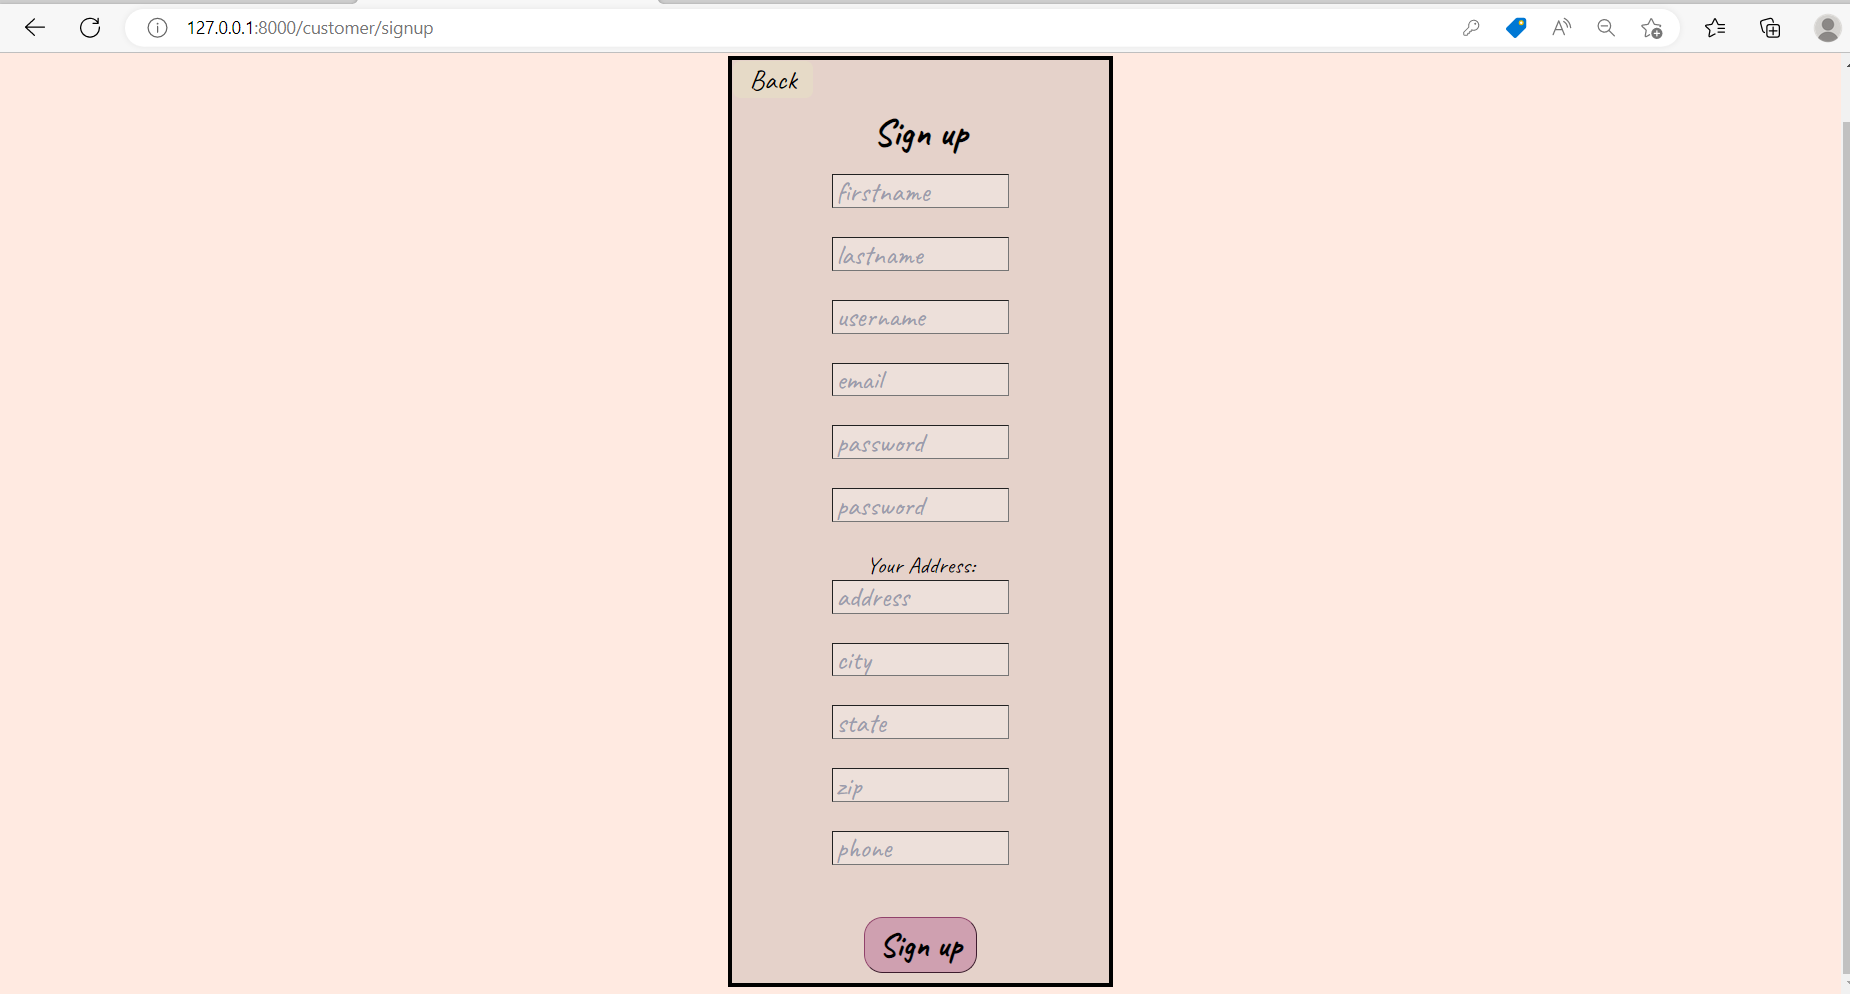 127.0.0.1:8000/customer/signup
Back
Sign up
firstname
lastname
username
email
password
password
Your Address:
address
city
state
zip
phone
Sign up